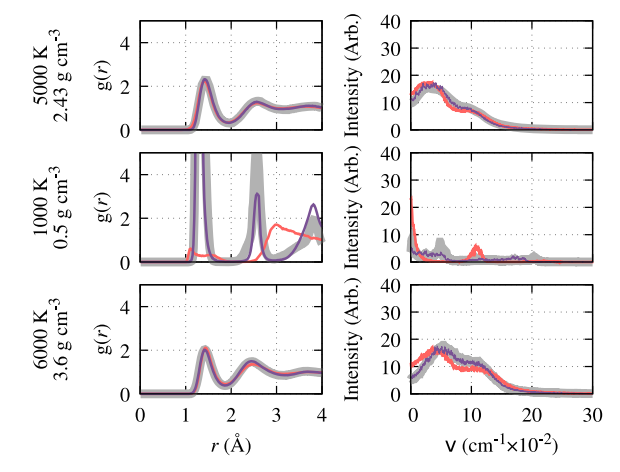 5000 K
2.43 g cm-3
g(r)
4
2
0
Intensity (Arb.)
40
30
20
10
0
1000 K
0.5 g cm-3
g(r)
4
2
0
Intensity (Arb.)
40
30
20
10
0
6000 K
3.6 g cm-3
g(r)
4
2
0
Intensity (Arb.)
40
30
20
10
0
0 1 2 3 4
0 10 20 30
r (Å)
ν (cm-1×10-2)